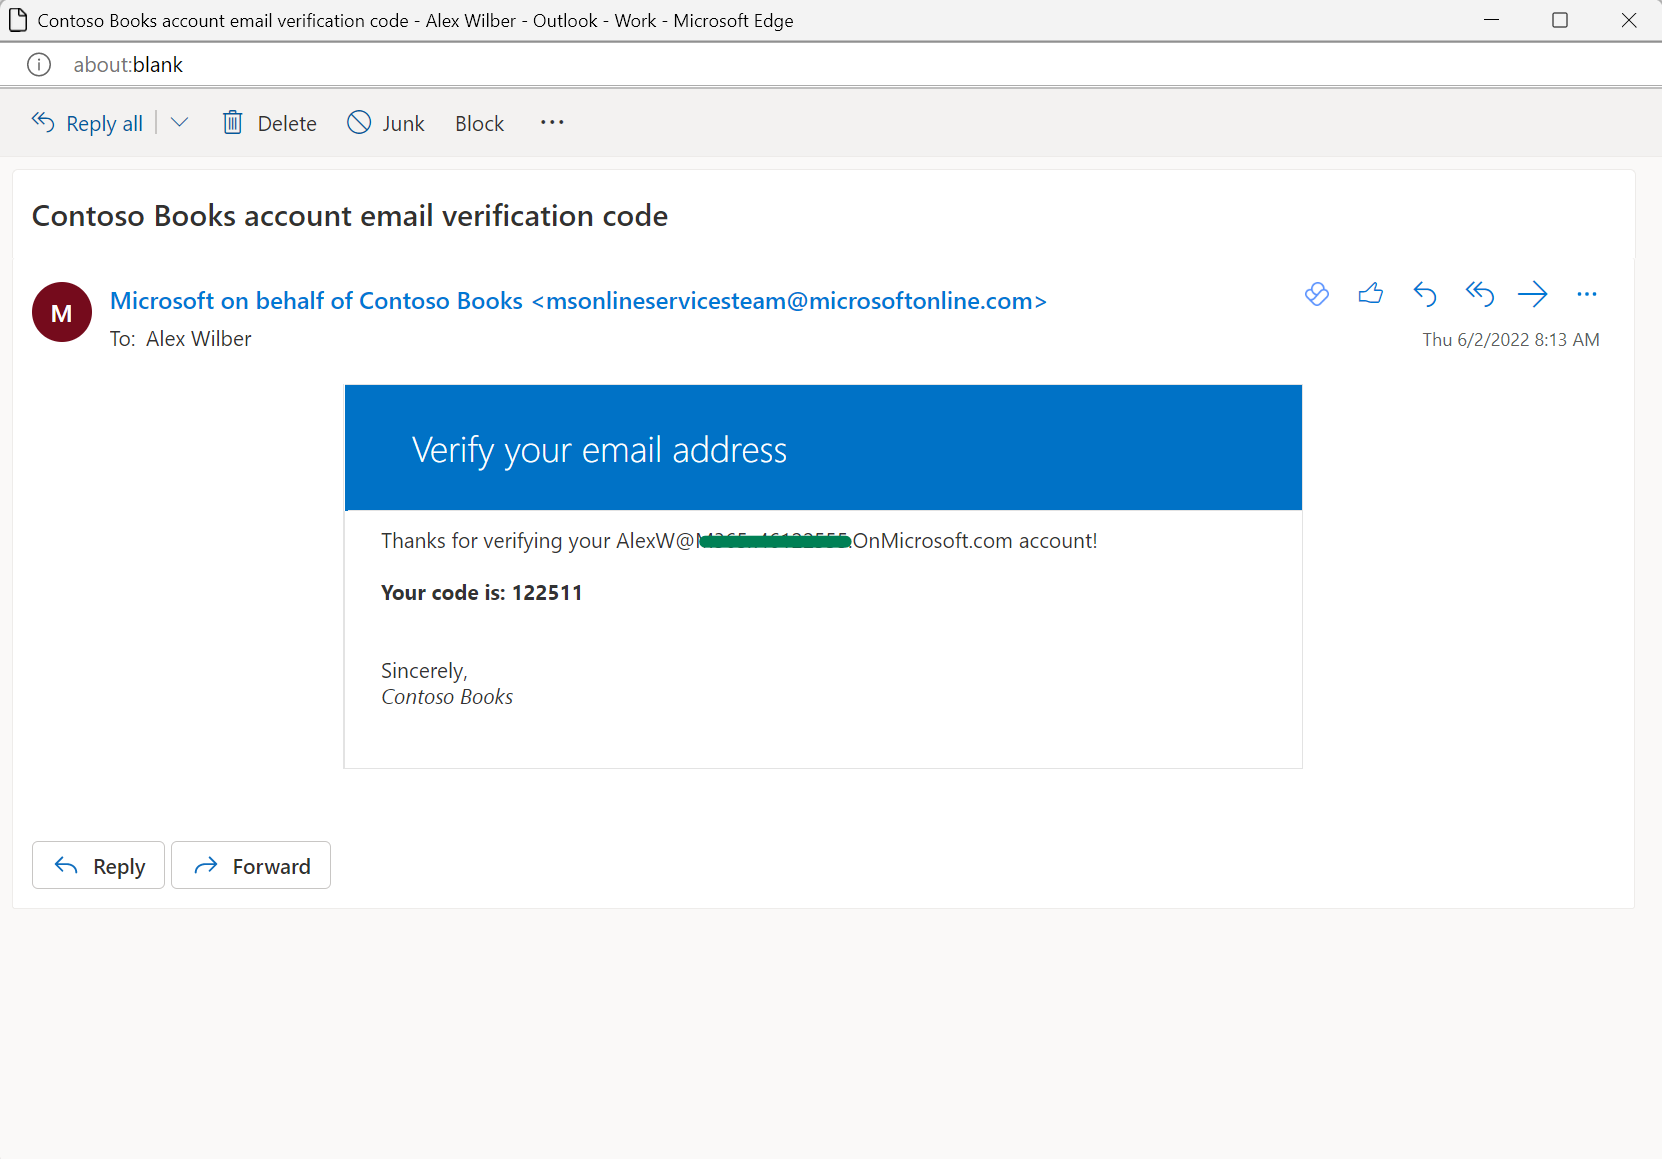 Contoso Books account email verification code - Alex Wilber - Outlook - Work - Microsoft Edge
about:blank
Reply all Delete Junk Block ...
Contoso Books account email verification code
M
Microsoft on behalf of Contoso Books <msonlineservicesteam@microsoftonline.com>
To: Alex Wilber
Thu 6/2/2022 8:13 AM
Verify your email address
Thanks for verifying your AlexW@ .OnMicrosoft.com account!
Your code is: 122511
Sincerely,
Contoso Books
Reply Forward